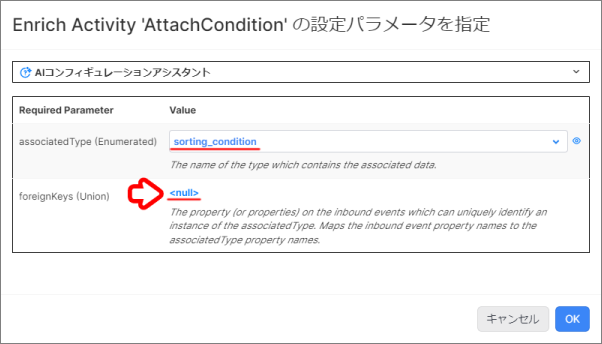 Enrich Activity 'AttachCondition' の設定パラメータを指定
AIコンフィギュレーションアシスタント
Required Parameter Value
associatedType (Enumerated) sorting_condition
The name of the type which contains the associated data.
foreignKeys (Union) <null>
The property (or properties) on the inbound events which can uniquely identify an
instance of the associatedType. Maps the inbound event property names to the
associatedType property names.
キャンセル OK